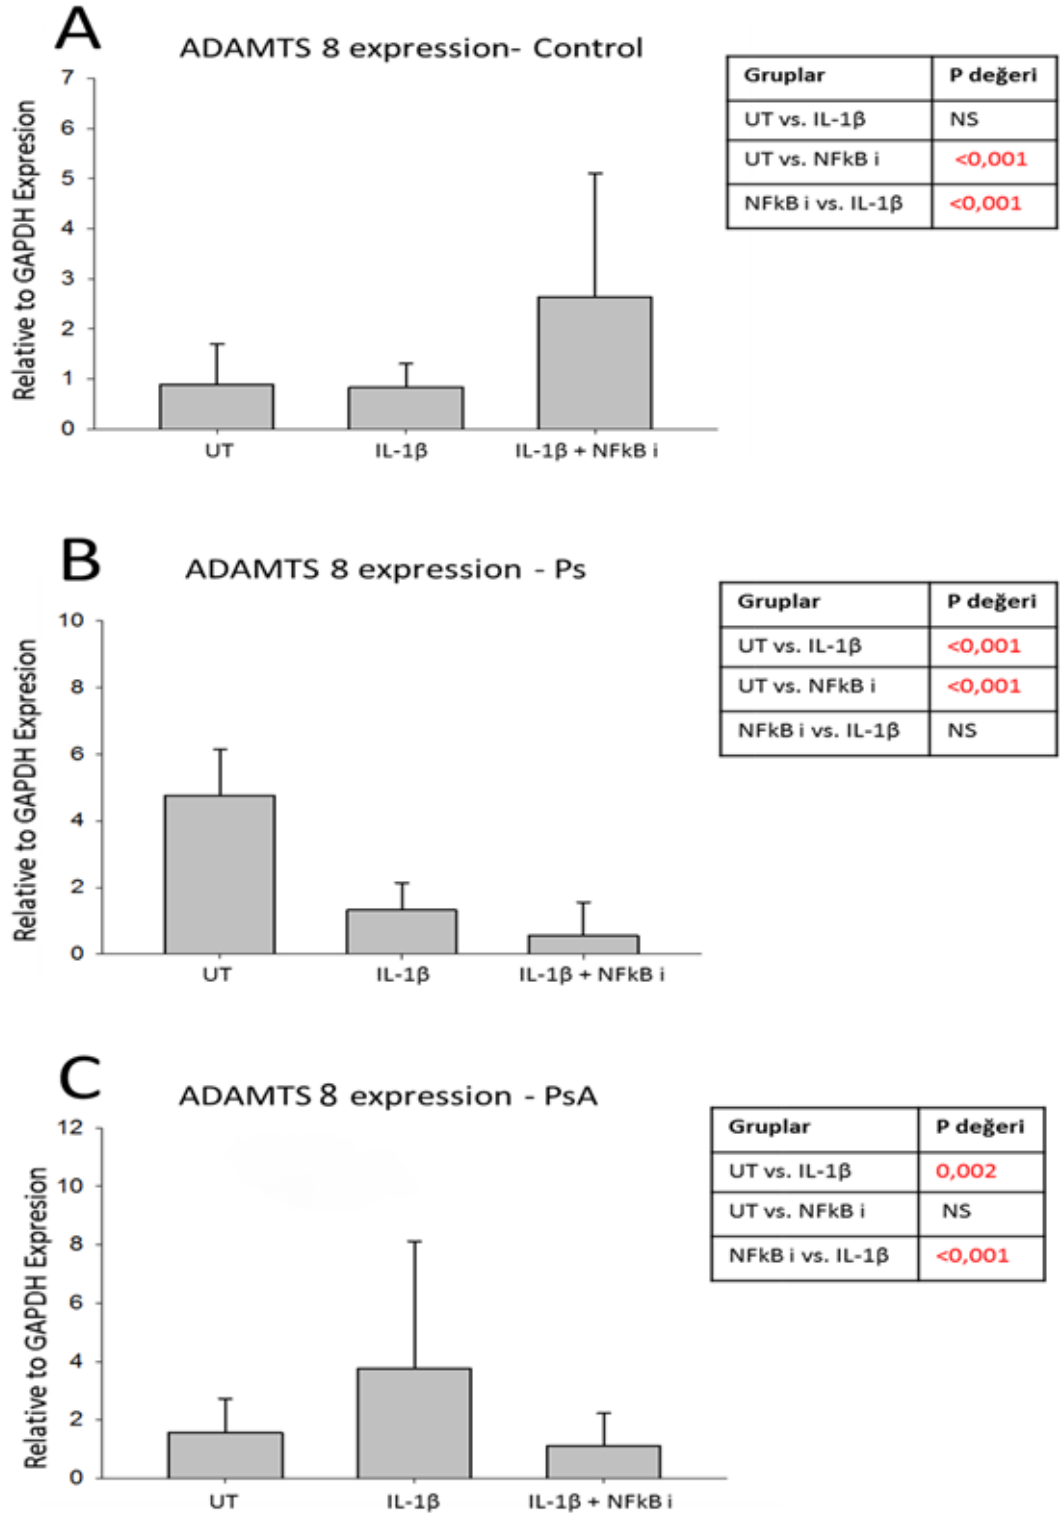 A
ADAMTS 8 expression- Control
Relative to GAPDH Expresion
7
6
5
4
3
2
1
0
UT IL-1β IL-1β + NFkB i
Gruplar P değeri
UT vs. IL-1β NS
UT vs. NFkB i <0,001
NFkB i vs. IL-1β <0,001
B
ADAMTS 8 expression - Ps
Relative to GAPDH Expresion
10
8
6
4
2
0
UT IL-1β IL-1β + NFkB i
Gruplar P değeri
UT vs. IL-1β <0,001
UT vs. NFkB i <0,001
NFkB i vs. IL-1β NS
C
ADAMTS 8 expression - PsA
Relative to GAPDH Expresion
12
10
8
6
4
2
0
UT IL-1β IL-1β + NFkB i
Gruplar P değeri
UT vs. IL-1β 0,002
UT vs. NFkB i NS
NFkB i vs. IL-1β <0,001